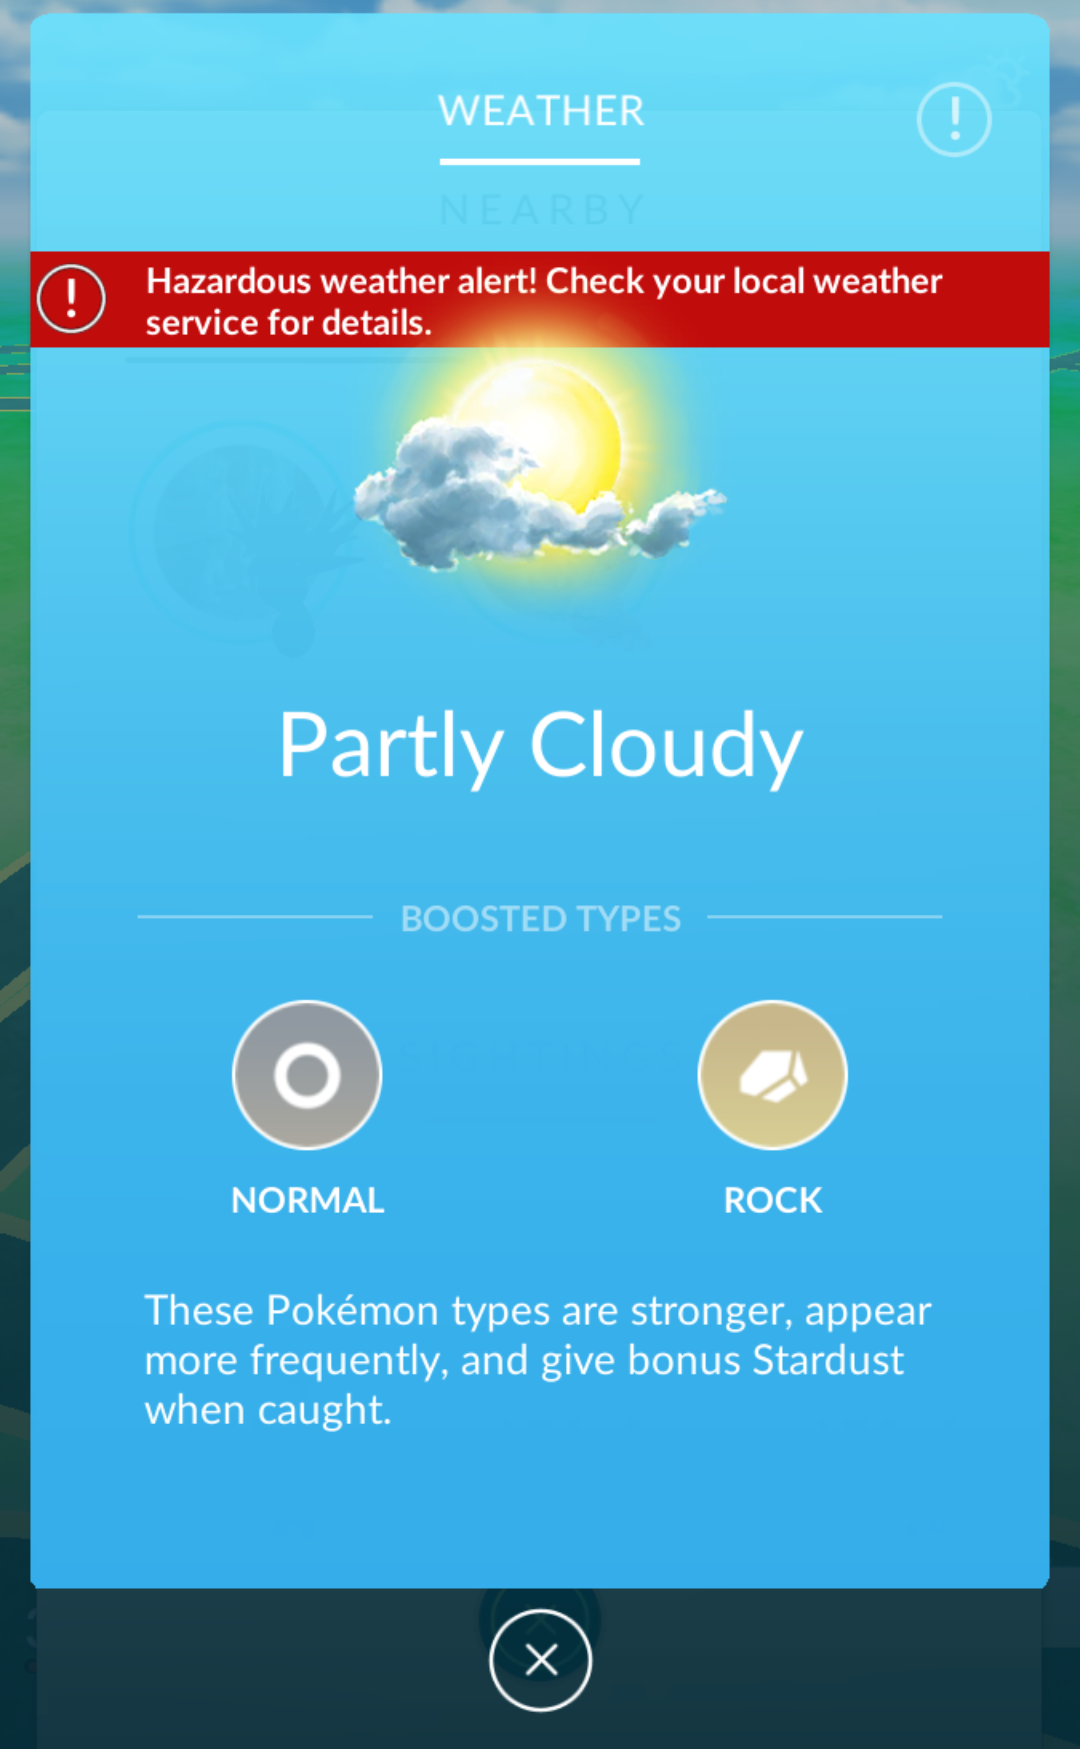 WEATHER
NEARBY
Hazardous weather alert! Check your local weather
service for details.
Partly Cloudy
BOOSTED TYPES
NORMAL
ROCK
These Pokémon types are stronger, appear
more frequently, and give bonus Stardust
when caught.